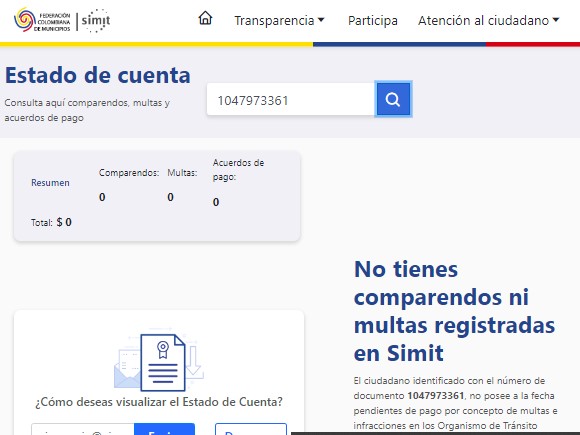 FEDERACIÓN
COLOMBIANA
DE MUNICIPIOS
simit
Transparencia
Participa
Atención al ciudadano
Estado de cuenta
Consulta aquí comparendos, multas y
acuerdos de pago
1047973361
Resumen
Comparendos:
0
Multas:
0
Acuerdos de
pago:
0
Total: $ 0
No tienes
comparendos ni
multas registradas
en Simit
El ciudadano identificado con el número de
documento 1047973361, no posee a la fecha
pendientes de pago por concepto de multas e
infracciones en los Organismo de Tránsito
¿Cómo deseas visualizar el Estado de Cuenta?